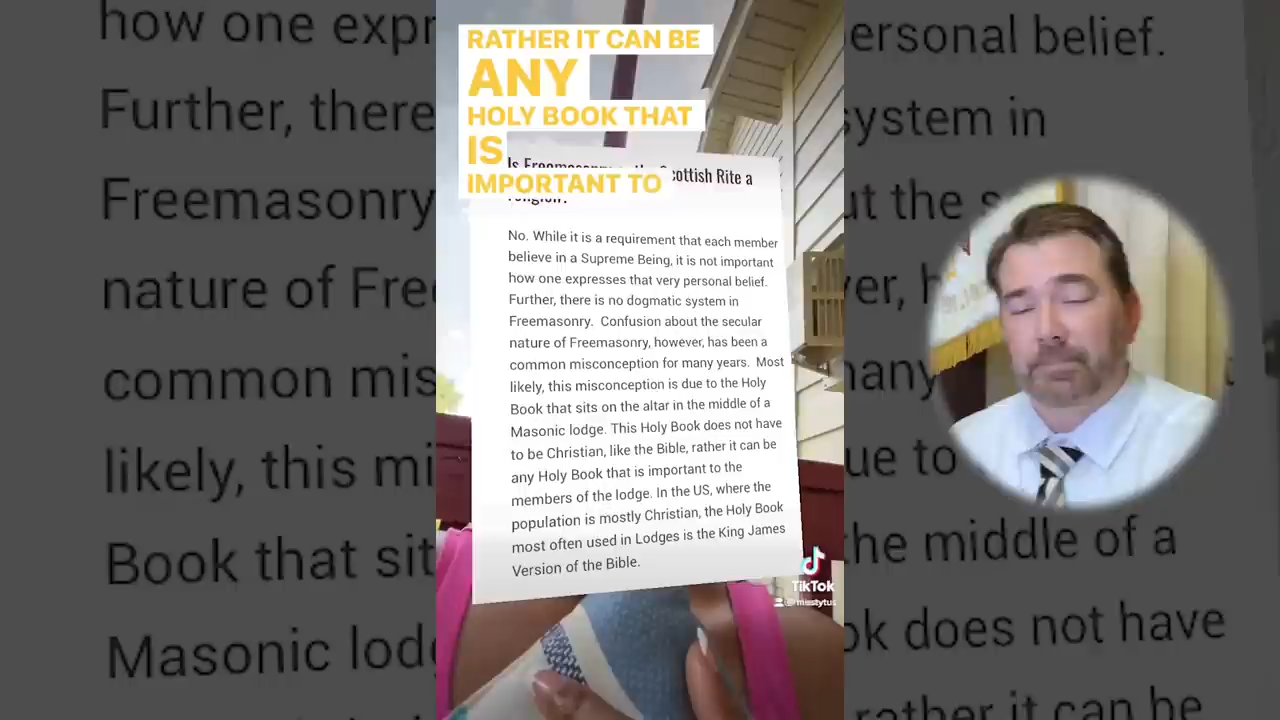 RATHER IT CAN BE
ANY
HOLY BOOK THAT
IS
IMPORTANT TO
Is Freemasonry Scottish Rite a
religion?
No. While it is a requirement that each member
believe in a Supreme Being, it is not important
how one expresses that very personal belief.
Further, there is no dogmatic system in
Freemasonry. Confusion about the secular
nature of Freemasonry, however, has been a
common misconception for many years. Most
likely, this misconception is due to the Holy
Book that sits on the altar in the middle of a
Masonic lodge. This Holy Book does not have
to be Christian, like the Bible, rather it can be
any Holy Book that is important to the
members of the lodge. In the US, where the
population is mostly Christian, the Holy Book
most often used in Lodges is the King James
Version of the Bible.
TikTok
@misstytus
how one expr
ersonal belief.
Further, there
system in
Freemasonry
ut the s
nature of Fre
ver, h
common mis
many
likely, this mi
ue to
Book that sit
the middle of a
Masonic lod
ok does not have
rather it can be